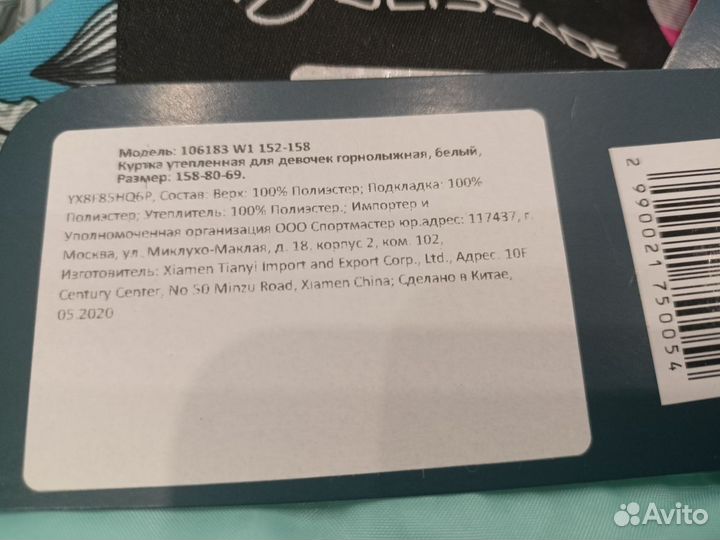 GLISSADE
Модель: 106183 W1 152-158
Куртка утепленная для девочек горнолыжная, белый,
Размер: 158-80-69.
YX8F85HQ6P, Состав: Верх: 100% Полиэстер; Подкладка: 100%
Полиэстер; Утеплитель: 100% Полиэстер.; Импортер и
Уполномоченная организация ООО Спортмастер юр.адрес: 117437, г.
Москва, ул. Миклухо-Маклая, д. 18, корпус 2, ком. 102,
Изготовитель: Xiamen Tianyi Import and Export Corp., Ltd., Адрес. 10F
Century Center, No 50 Minzu Road, Xiamen China; Сделано в Китае,
05.2020
2 990021 750054
Avito